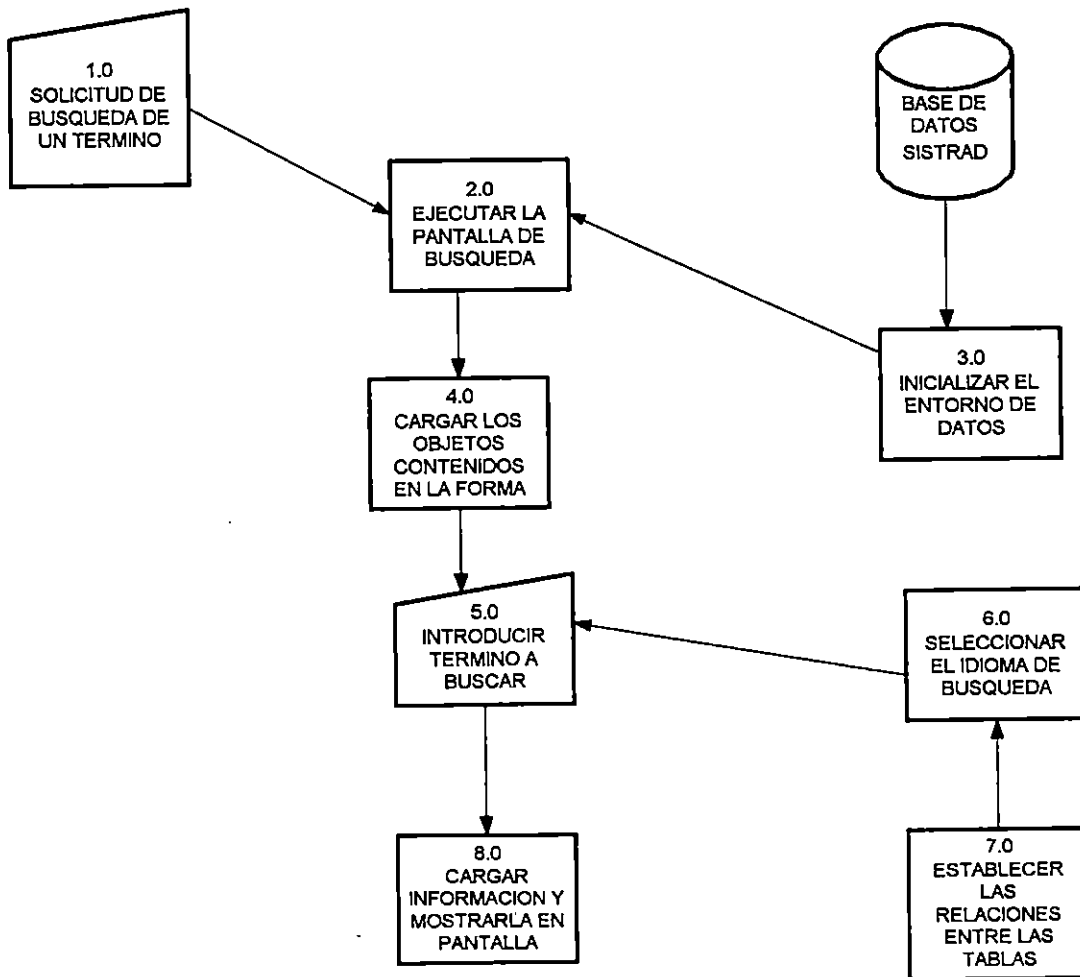 1.0
SOLICITUD DE
BUSQUEDA DE
UN TERMINO
BASE DE
DATOS
SISTRAD
2.0
EJECUTAR LA
PANTALLA DE
BUSQUEDA
3.0
INICIALIZAR EL
ENTORNO DE
DATOS
4.0
CARGAR LOS
OBJETOS
CONTENIDOS
EN LA FORMA
5.0
INTRODUCIR
TERMINO A
BUSCAR
6.0
SELECCIONAR
EL IDIOMA DE
BUSQUEDA
8.0
CARGAR
INFORMACION Y
MOSTRARLA EN
PANTALLA
7.0
ESTABLECER
LAS
RELACIONES
ENTRE LAS
TABLAS